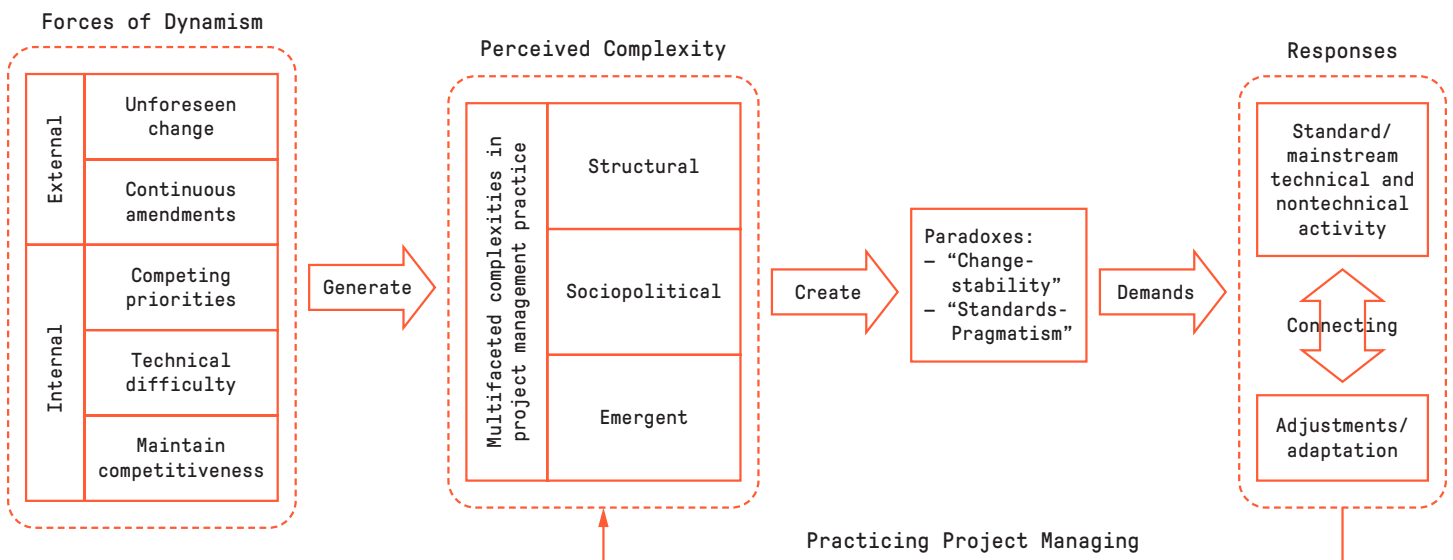 Forces of Dynamism
External
Unforeseen
change
Continuous
amendments
Internal
Competing
priorities
Technical
difficulty
Maintain
competitiveness
Generate
Perceived Complexity
Multifaceted complexities in
project management practice
Structural
Sociopolitical
Emergent
Create
Paradoxes:
– “Change-
stability”
– “Standards-
Pragmatism”
Demands
Responses
Standard/
mainstream
technical and
nontechnical
activity
Connecting
Adjustments/
adaptation
Practicing Project Managing